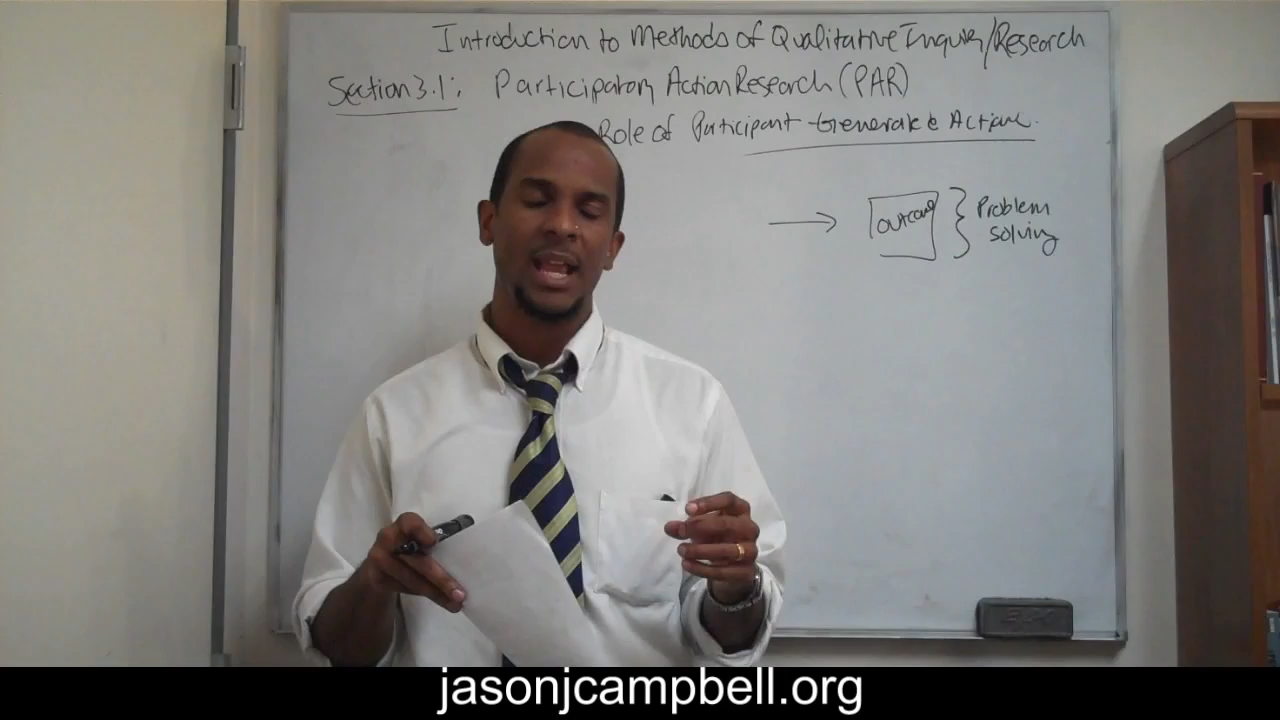 Introduction to Methods of Qualitative Inquiry/Research
Section 3.1: Participatory Action Research (PAR)
Role of Participant - Generate & Active.
→ outcome } Problem
solving
jasonjcampbell.org